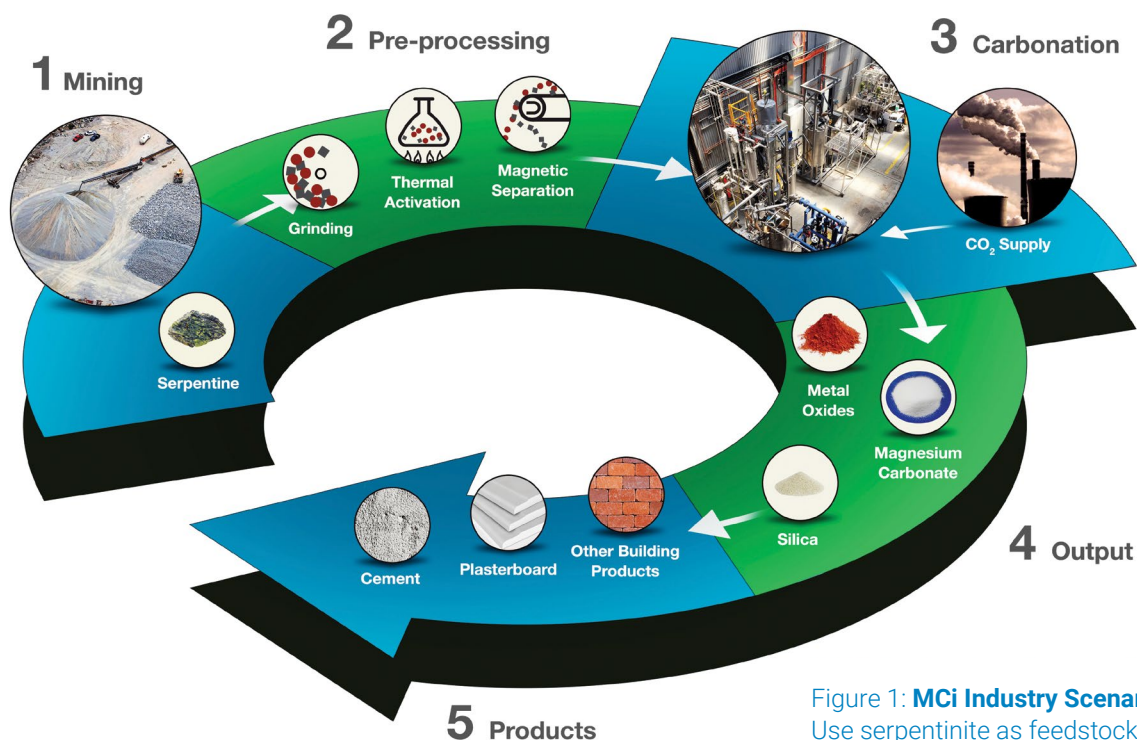 1 Mining
2 Pre-processing
3 Carbonation
Serpentine
Grinding
Thermal
Activation
Magnetic
Separation
CO₂ Supply
Metal
Oxides
Magnesium
Carbonate
Silica
4 Output
Other Building
Products
Plasterboard
Cement
5 Products
Figure 1: MCi Industry Scenar
Use serpentinite as feedstock